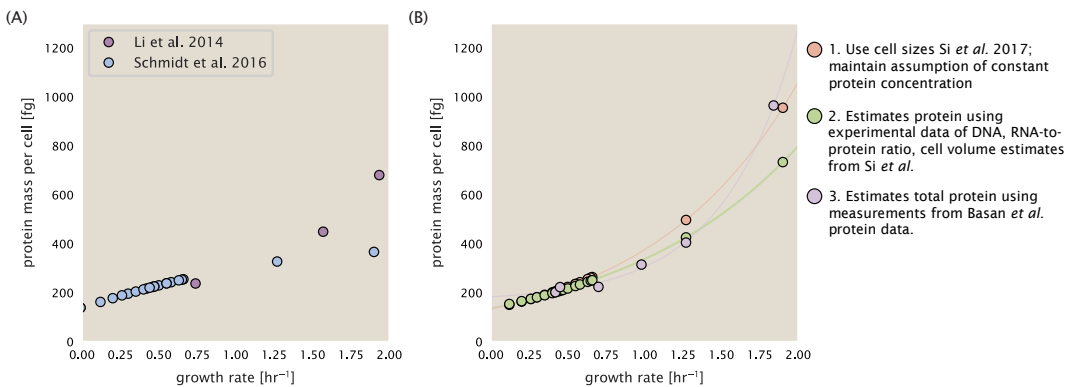 (A)
Li et al. 2014
Schmidt et al. 2016
protein mass per cell [fg]
1200
1000
800
600
400
200
0
0.00 0.25 0.50 0.75 1.00 1.25 1.50 1.75 2.00
growth rate [hr⁻¹]
(B)
protein mass per cell [fg]
1200
1000
800
600
400
200
0
0.00 0.25 0.50 0.75 1.00 1.25 1.50 1.75 2.00
growth rate [hr⁻¹]
1. Use cell sizes Si et al. 2017;
maintain assumption of constant
protein concentration
2. Estimates protein using
experimental data of DNA, RNA-to-
protein ratio, cell volume estimates
from Si et al.
3. Estimates total protein using
measurements from Basan et al.
protein data.